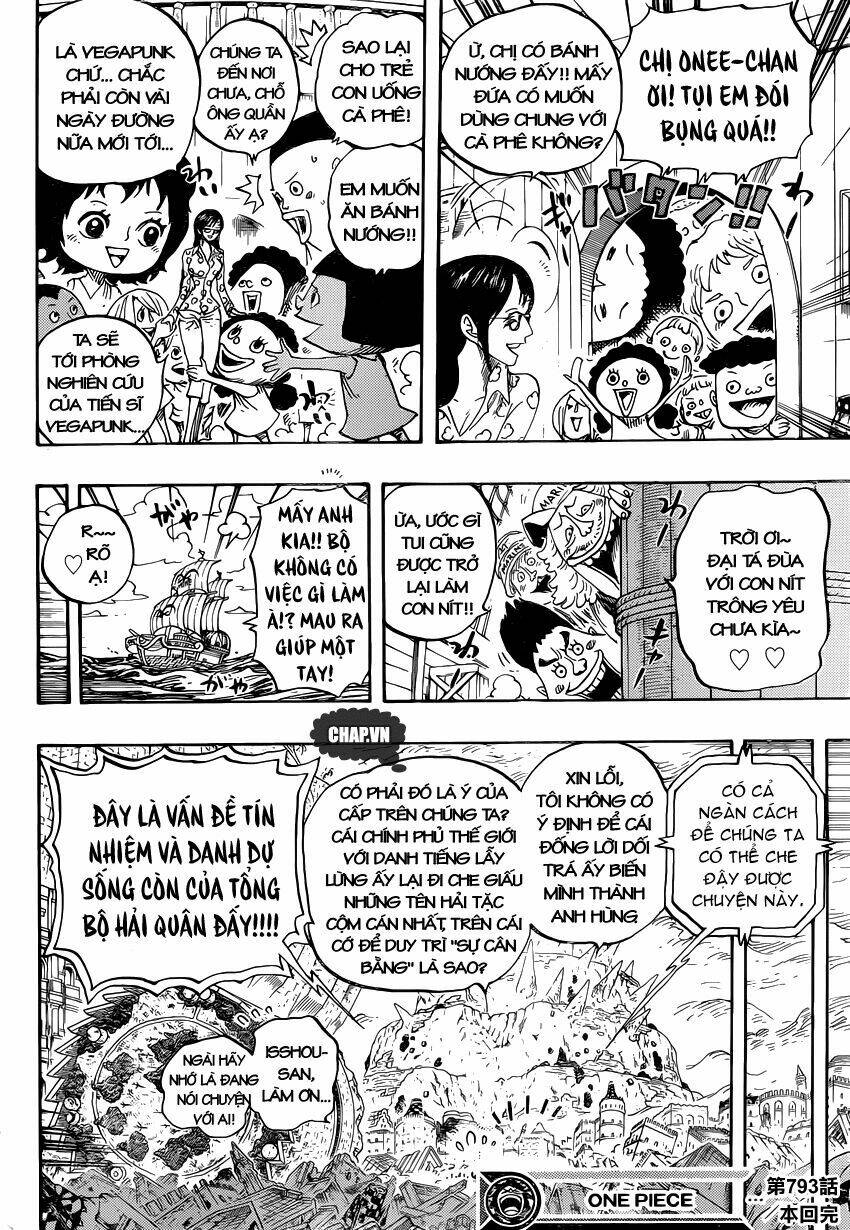 CHỊ ONEE-CHAN
ƠI! TỤI EM ĐÓI
BỤNG QUÁ!!
Ừ, CHỊ CÓ BÁNH
NƯỚNG ĐẤY!! MẤY
ĐỨA CÓ MUỐN
DÙNG CHUNG VỚI
CÀ PHÊ KHÔNG?
バタン!!
SAO LẠI
CHO TRẺ
CON UỐNG
CÀ PHÊ!
EM MUỐN
ĂN BÁNH
NƯỚNG!!
CHÚNG TA
ĐẾN NƠI
CHƯA, CHỖ
ÔNG QUẦN
ẤY Ạ?
LÀ VEGAPUNK
CHỨ... CHẮC
PHẢI CÒN VÀI
NGÀY ĐƯỜNG
NỮA MỚI TỚI...
TA SẼ
TỚI PHÒNG
NGHIÊN CỨU
CỦA TIẾN SĨ
VEGAPUNK...
TRỜI ƠI~
ĐẠI TÁ ĐÙA
VỚI CON NÍT
TRÔNG YÊU
CHƯA KÌA~
♡ ♡
ỪA, ƯỚC GÌ
TUI CŨNG
ĐƯỢC TRỞ
LẠI LÀM
CON NÍT!!
MẤY ANH
KIA!! BỘ
KHÔNG CÓ
VIỆC GÌ LÀM
À!? MAU RA
GIÚP MỘT
TAY!
R~~
RÕ
♡ Ạ!
CHAP.VN
CÓ CẢ
NGÀN CÁCH
ĐỂ CHÚNG TA
CÓ THỂ CHE
ĐẬY ĐƯỢC
CHUYỆN NÀY.
XIN LỖI,
TÔI KHÔNG CÓ
Ý ĐỊNH ĐỂ CÁI
ĐỐNG LỜI DỐI
TRÁ ẤY BIẾN
MÌNH THÀNH
ANH HÙNG
CÓ PHẢI ĐÓ LÀ Ý CỦA
CẤP TRÊN CHÚNG TA?
CÁI CHÍNH PHỦ THẾ GIỚI
VỚI DANH TIẾNG LẪY
LỪNG ẤY LẠI ĐI CHE GIẤU
NHỮNG TÊN HẢI TẶC
CỘM CÁN NHẤT, TRÊN CÁI
CỚ ĐỂ DUY TRÌ "SỰ CÂN
BẰNG" LÀ SAO?
ĐÂY LÀ VẤN ĐỀ TÍN
NHIỆM VÀ DANH DỰ
SỐNG CÒN CỦA TỔNG
BỘ HẢI QUÂN ĐẤY!!!!
ISSHOU-
SAN,
LÀM ƠN...
NGÀI HÃY
NHỚ LÀ ĐANG
NÓI CHUYỆN
VỚI AI!
ONE PIECE
第793話
... 本回完